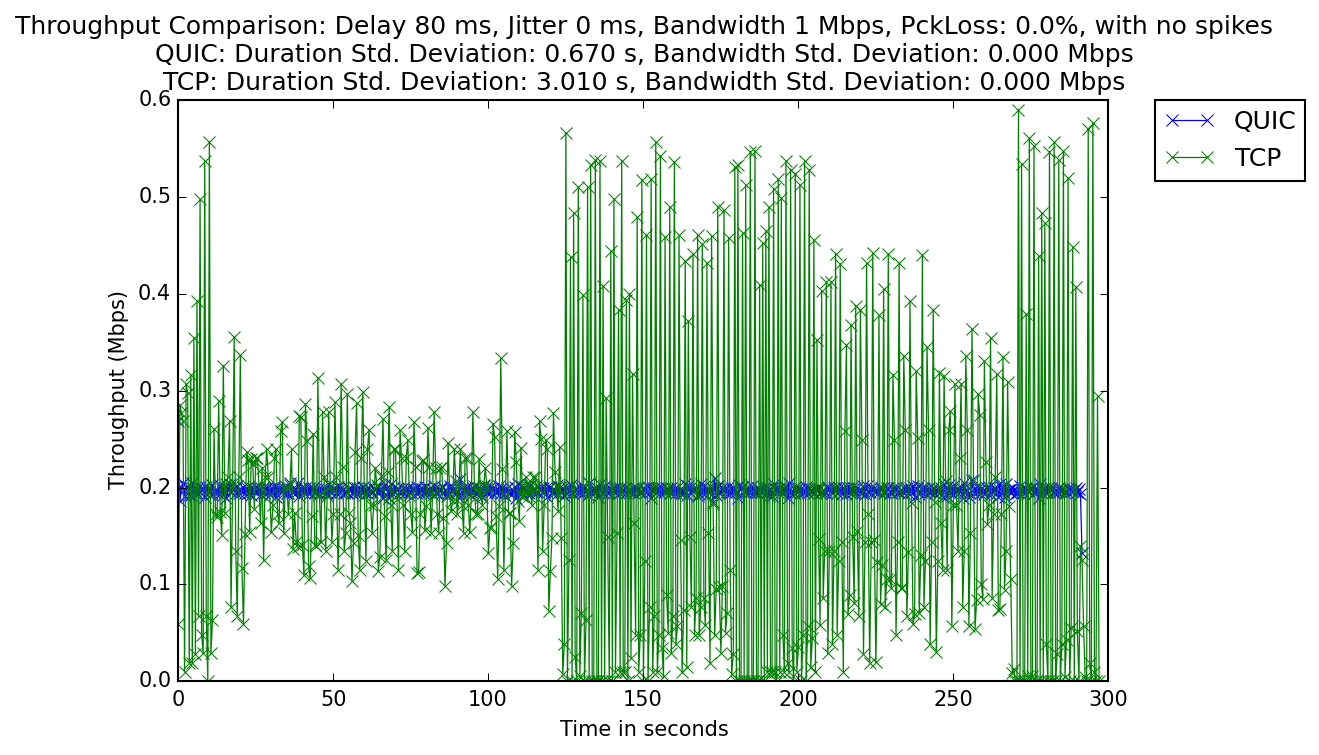 Throughput Comparison: Delay 80 ms, Jitter 0 ms, Bandwidth 1 Mbps, PckLoss: 0.0%, with no spikes
QUIC: Duration Std. Deviation: 0.670 s, Bandwidth Std. Deviation: 0.000 Mbps
TCP: Duration Std. Deviation: 3.010 s, Bandwidth Std. Deviation: 0.000 Mbps
QUIC
TCP
Throughput (Mbps)
0.6
0.5
0.4
0.3
0.2
0.1
0.0
0 50 100 150 200 250 300
Time in seconds